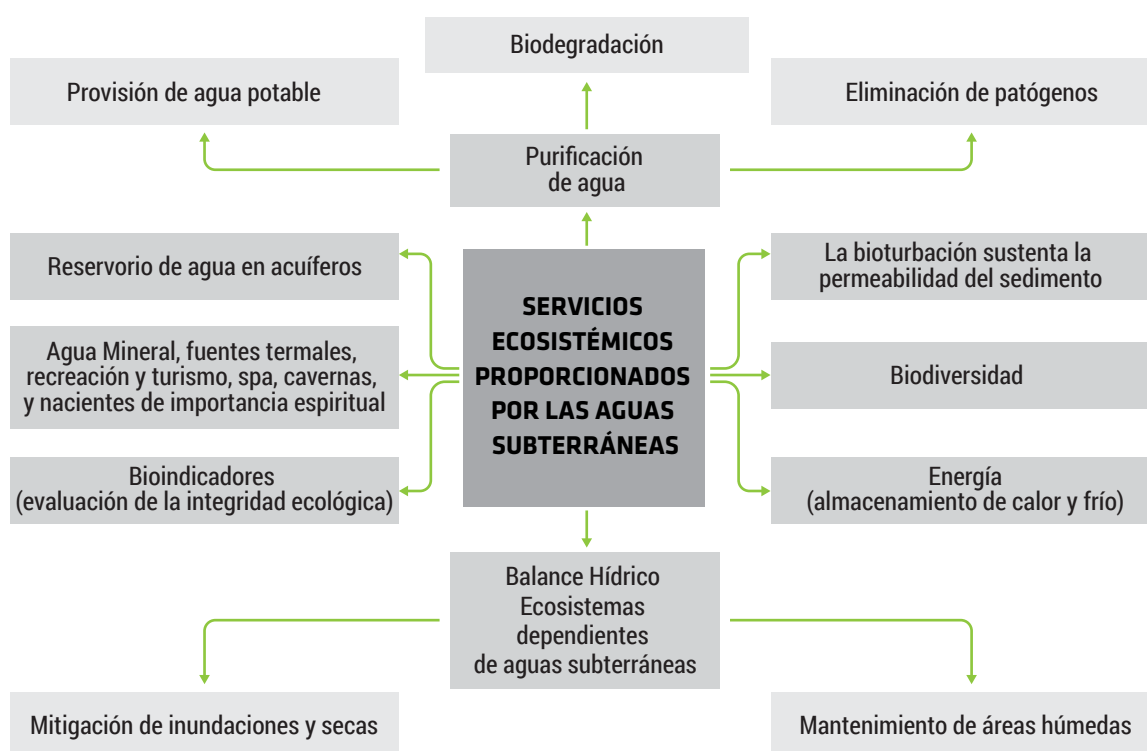 Biodegradación
Provisión de agua potable
Eliminación de patógenos
Purificación
de agua
Reservorio de agua en acuíferos
La bioturbación sustenta la
permeabilidad del sedimento
SERVICIOS
ECOSISTÉMICOS
PROPORCIONADOS
POR LAS AGUAS
SUBTERRÁNEAS
Agua Mineral, fuentes termales,
recreación y turismo, spa, cavernas,
y nacientes de importancia espiritual
Biodiversidad
Bioindicadores
(evaluación de la integridad ecológica)
Energía
(almacenamiento de calor y frío)
Balance Hídrico
Ecosistemas
dependientes
de aguas subterráneas
Mitigación de inundaciones y secas
Mantenimiento de áreas húmedas